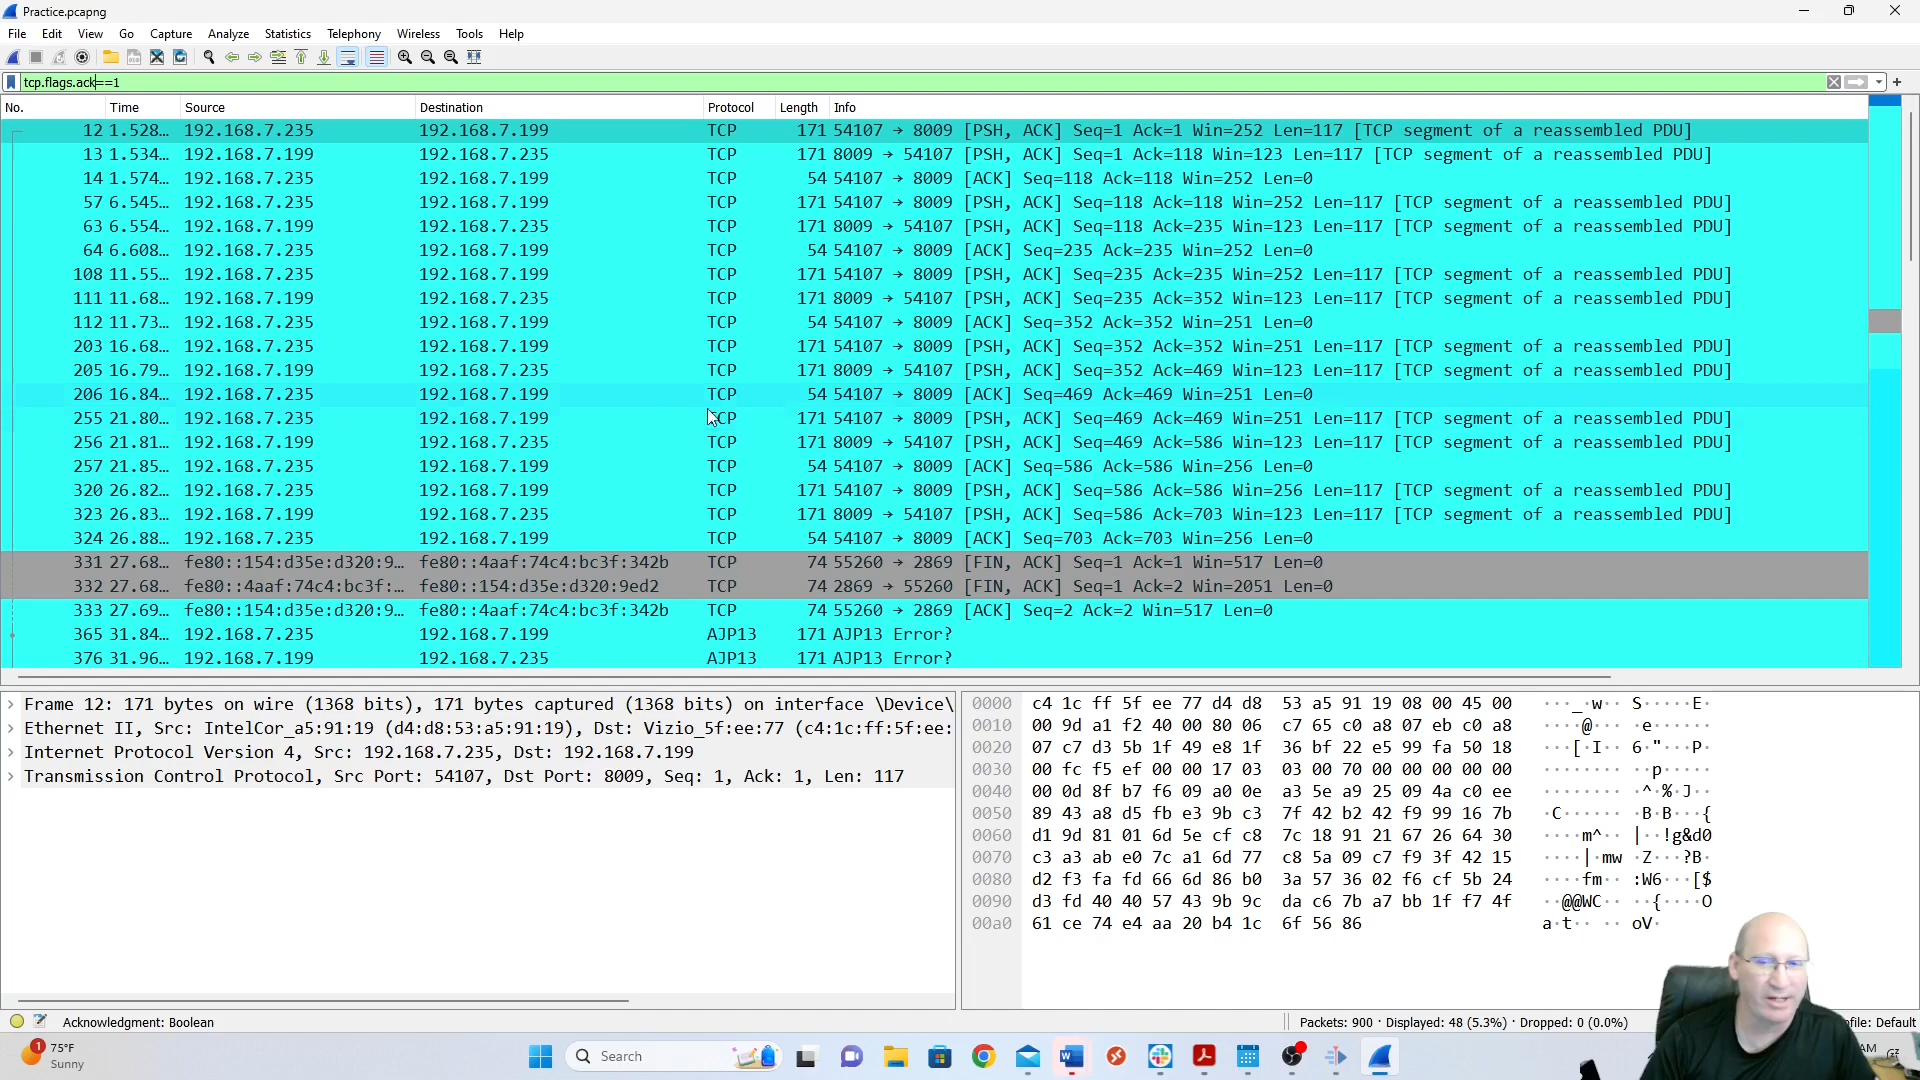 Practice.pcapng
File Edit View Go Capture Analyze Statistics Telephony Wireless Tools Help
tcp.flags.ack==1
No. Time Source Destination Protocol Length Info
12 1.528… 192.168.7.235 192.168.7.199 TCP 171 54107 → 8009 [PSH, ACK] Seq=1 Ack=1 Win=252 Len=117 [TCP segment of a reassembled PDU]
13 1.534… 192.168.7.199 192.168.7.235 TCP 171 8009 → 54107 [PSH, ACK] Seq=1 Ack=118 Win=123 Len=117 [TCP segment of a reassembled PDU]
14 1.574… 192.168.7.235 192.168.7.199 TCP 54 54107 → 8009 [ACK] Seq=118 Ack=118 Win=252 Len=0
57 6.545… 192.168.7.235 192.168.7.199 TCP 171 54107 → 8009 [PSH, ACK] Seq=118 Ack=118 Win=252 Len=117 [TCP segment of a reassembled PDU]
63 6.554… 192.168.7.199 192.168.7.235 TCP 171 8009 → 54107 [PSH, ACK] Seq=118 Ack=235 Win=123 Len=117 [TCP segment of a reassembled PDU]
64 6.608… 192.168.7.235 192.168.7.199 TCP 54 54107 → 8009 [ACK] Seq=235 Ack=235 Win=252 Len=0
108 11.55… 192.168.7.235 192.168.7.199 TCP 171 54107 → 8009 [PSH, ACK] Seq=235 Ack=235 Win=252 Len=117 [TCP segment of a reassembled PDU]
111 11.68… 192.168.7.199 192.168.7.235 TCP 171 8009 → 54107 [PSH, ACK] Seq=235 Ack=352 Win=123 Len=117 [TCP segment of a reassembled PDU]
112 11.73… 192.168.7.235 192.168.7.199 TCP 54 54107 → 8009 [ACK] Seq=352 Ack=352 Win=251 Len=0
203 16.68… 192.168.7.235 192.168.7.199 TCP 171 54107 → 8009 [PSH, ACK] Seq=352 Ack=352 Win=251 Len=117 [TCP segment of a reassembled PDU]
205 16.79… 192.168.7.199 192.168.7.235 TCP 171 8009 → 54107 [PSH, ACK] Seq=352 Ack=469 Win=123 Len=117 [TCP segment of a reassembled PDU]
206 16.84… 192.168.7.235 192.168.7.199 TCP 54 54107 → 8009 [ACK] Seq=469 Ack=469 Win=251 Len=0
255 21.80… 192.168.7.235 192.168.7.199 TCP 171 54107 → 8009 [PSH, ACK] Seq=469 Ack=469 Win=251 Len=117 [TCP segment of a reassembled PDU]
256 21.81… 192.168.7.199 192.168.7.235 TCP 171 8009 → 54107 [PSH, ACK] Seq=469 Ack=586 Win=123 Len=117 [TCP segment of a reassembled PDU]
257 21.85… 192.168.7.235 192.168.7.199 TCP 54 54107 → 8009 [ACK] Seq=586 Ack=586 Win=256 Len=0
320 26.82… 192.168.7.235 192.168.7.199 TCP 171 54107 → 8009 [PSH, ACK] Seq=586 Ack=586 Win=256 Len=117 [TCP segment of a reassembled PDU]
323 26.83… 192.168.7.199 192.168.7.235 TCP 171 8009 → 54107 [PSH, ACK] Seq=586 Ack=703 Win=123 Len=117 [TCP segment of a reassembled PDU]
324 26.88… 192.168.7.235 192.168.7.199 TCP 54 54107 → 8009 [ACK] Seq=703 Ack=703 Win=256 Len=0
331 27.68… fe80::154:d35e:d320:9… fe80::4aaf:74c4:bc3f:342b TCP 74 55260 → 2869 [FIN, ACK] Seq=1 Ack=1 Win=517 Len=0
332 27.68… fe80::4aaf:74c4:bc3f:… fe80::154:d35e:d320:9ed2 TCP 74 2869 → 55260 [FIN, ACK] Seq=1 Ack=2 Win=2051 Len=0
333 27.69… fe80::154:d35e:d320:9… fe80::4aaf:74c4:bc3f:342b TCP 74 55260 → 2869 [ACK] Seq=2 Ack=2 Win=517 Len=0
365 31.84… 192.168.7.235 192.168.7.199 AJP13 171 AJP13 Error?
376 31.96… 192.168.7.199 192.168.7.235 AJP13 171 AJP13 Error?
Frame 12: 171 bytes on wire (1368 bits), 171 bytes captured (1368 bits) on interface \Device\
Ethernet II, Src: IntelCor_a5:91:19 (d4:d8:53:a5:91:19), Dst: Vizio_5f:ee:77 (c4:1c:ff:5f:ee:
Internet Protocol Version 4, Src: 192.168.7.235, Dst: 192.168.7.199
Transmission Control Protocol, Src Port: 54107, Dst Port: 8009, Seq: 1, Ack: 1, Len: 117
0000 c4 1c ff 5f ee 77 d4 d8 53 a5 91 19 08 00 45 00 ···_·w·· S·····E·
0010 00 9d a1 f2 40 00 80 06 c7 65 c0 a8 07 eb c0 a8 ····@··· ·e······
0020 07 c7 d3 5b 1f 49 e8 1f 36 bf 22 e5 99 fa 50 18 ···[·I·· 6·"···P·
0030 00 fc f5 ef 00 00 17 03 03 00 70 00 00 00 00 00 ········ ··p·····
0040 00 0d 8f b7 f6 09 a0 0e a3 5e a9 25 09 4a c0 ee ········ ·^·%·J··
0050 89 43 a8 d5 fb e3 9b c3 7f 42 b2 42 f9 99 16 7b ·C······ ·B·B···{
0060 d1 9d 81 01 6d 5e cf c8 7c 18 91 21 67 26 64 30 ····m^·· |··!g&d0
0070 c3 a3 ab e0 7c a1 6d 77 c8 5a 09 c7 f9 3f 42 15 ····|·mw ·Z···?B·
0080 d2 f3 fa fd 66 6d 86 b0 3a 57 36 02 f6 cf 5b 24 ····fm·· :W6···[$
0090 d3 fd 40 40 57 43 9b 9c da c6 7b a7 bb 1f f7 4f ··@@WC·· ··{····O
00a0 61 ce 74 e4 aa 20 b4 1c 6f 56 86 a·t·· ·· oV·
Acknowledgment: Boolean
Packets: 900 · Displayed: 48 (5.3%) · Dropped: 0 (0.0%)
ofile: Default
1
75°F
Sunny
Search
AM